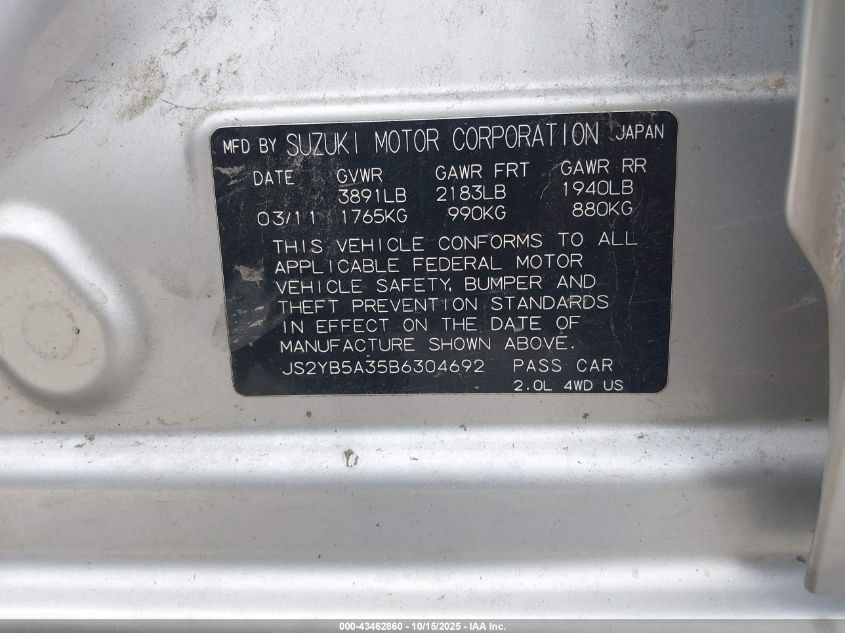 MFD BY SUZUKI MOTOR CORPORATION JAPAN
DATE GVWR GAWR FRT GAWR RR
3891LB 2183LB 1940LB
03/11 1765KG 990KG 880KG
THIS VEHICLE CONFORMS TO ALL
APPLICABLE FEDERAL MOTOR
VEHICLE SAFETY, BUMPER AND
THEFT PREVENTION STANDARDS
IN EFFECT ON THE DATE OF
MANUFACTURE SHOWN ABOVE.
JS2YB5A35B6304692 PASS CAR
2.0L 4WD US
000-43462860 - 10/15/2025 - IAA Inc.